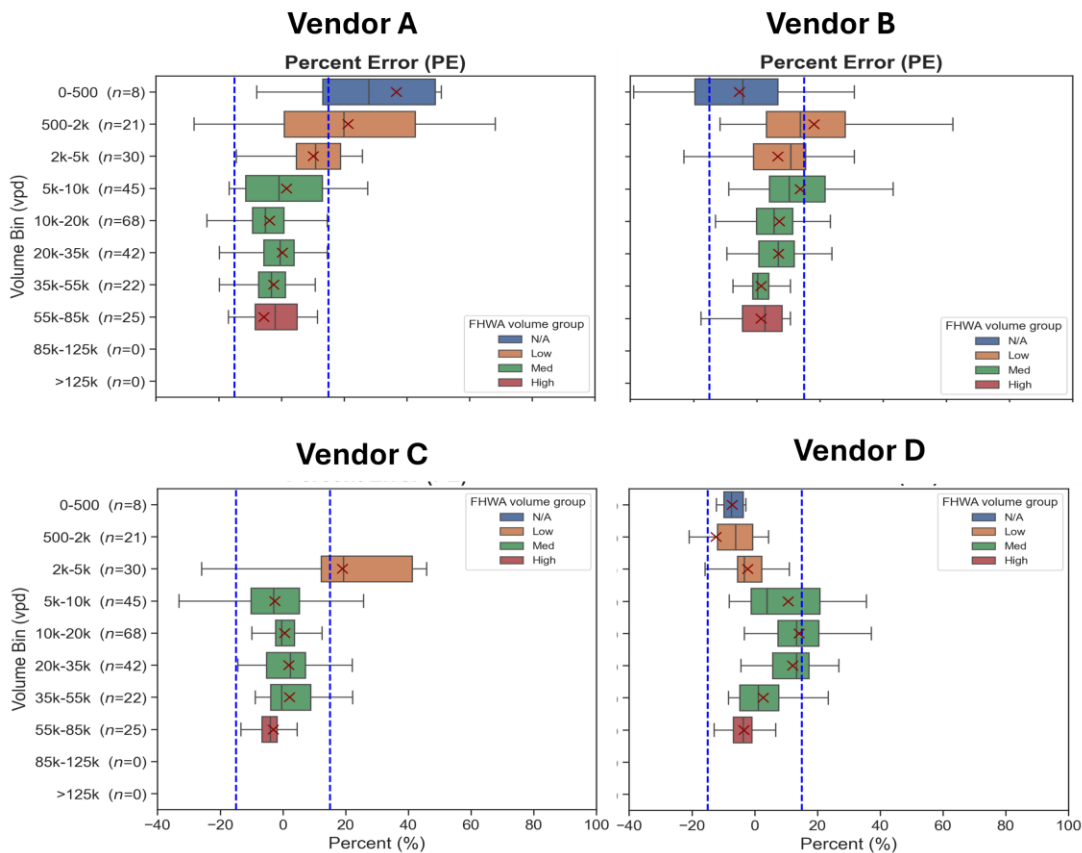 Vendor A
Percent Error (PE)
Volume Bin (vpd)
0-500 (n=8)
500-2k (n=21)
2k-5k (n=30)
5k-10k (n=45)
10k-20k (n=68)
20k-35k (n=42)
35k-55k (n=22)
55k-85k (n=25)
85k-125k (n=0)
>125k (n=0)
FHWA volume group
N/A
Low
Med
High
Vendor B
Percent Error (PE)
FHWA volume group
N/A
Low
Med
High
100
Vendor C
Volume Bin (vpd)
0-500 (n=8)
500-2k (n=21)
2k-5k (n=30)
5k-10k (n=45)
10k-20k (n=68)
20k-35k (n=42)
35k-55k (n=22)
55k-85k (n=25)
85k-125k (n=0)
>125k (n=0)
FHWA volume group
N/A
Low
Med
High
-40 -20 0 20 40 60 80 100
Percent (%)
Vendor D
FHWA volume group
N/A
Low
Med
High
-40 -20 0 20 40 60 80 100
Percent (%)